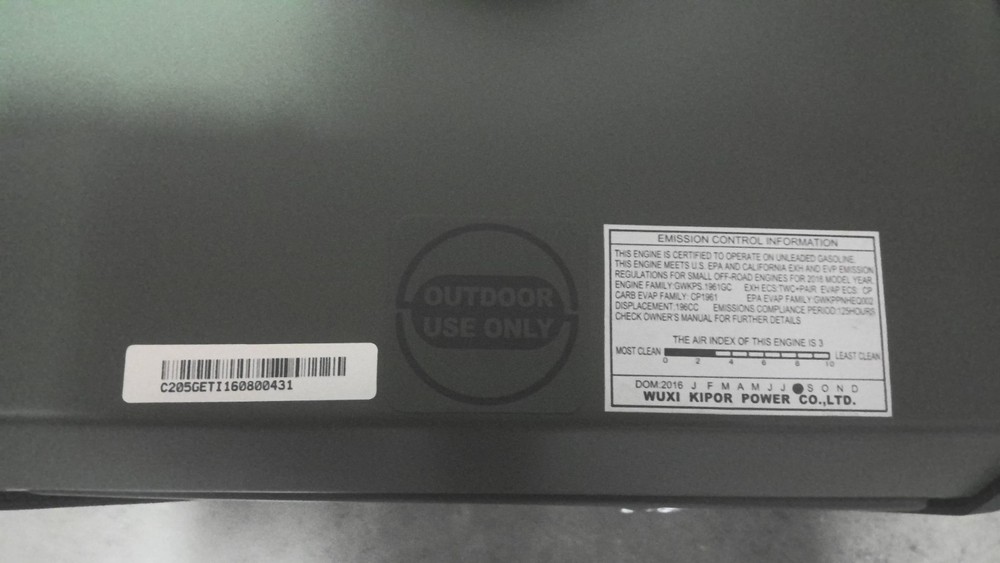 C205GETI160800431
OUTDOOR
USE ONLY
EMISSION CONTROL INFORMATION
THIS ENGINE IS CERTIFIED TO OPERATE ON UNLEADED GASOLINE.
THIS ENGINE MEETS U.S. EPA AND CALIFORNIA EXH AND EVP EMISSION
REGULATIONS FOR SMALL OFF-ROAD ENGINES FOR 2016 MODEL YEAR.
ENGINE FAMILY:GWKPS.1961GC EXH ECS:TWC+PAIR EVAP ECS: CP
CARB EVAP FAMILY: CP1961 EPA EVAP FAMILY:GWKPPNHEQ002
DISPLACEMENT:196CC EMISSIONS COMPLIANCE PERIOD:125HOURS
CHECK OWNER'S MANUAL FOR FURTHER DETAILS
THE AIR INDEX OF THIS ENGINE IS 3
MOST CLEAN LEAST CLEAN
0 2 4 6 8 10
DOM:2016 J F M A M J J S O N D
WUXI KIPOR POWER CO.,LTD.